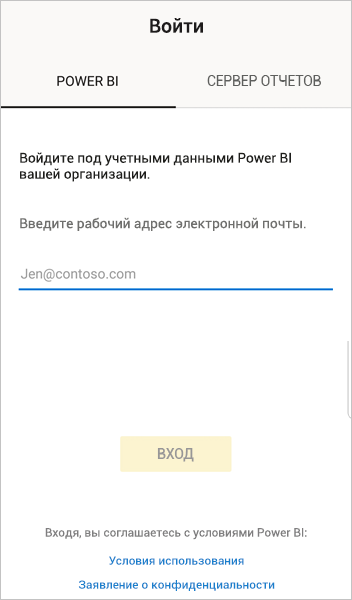 Войти
POWER BI
СЕРВЕР ОТЧЕТОВ
Войдите под учетными данными Power BI
вашей организации.
Введите рабочий адрес электронной почты.
Jen@contoso.com
ВХОД
Входя, вы соглашаетесь с условиями Power BI:
Условия использования
Заявление о конфиденциальности